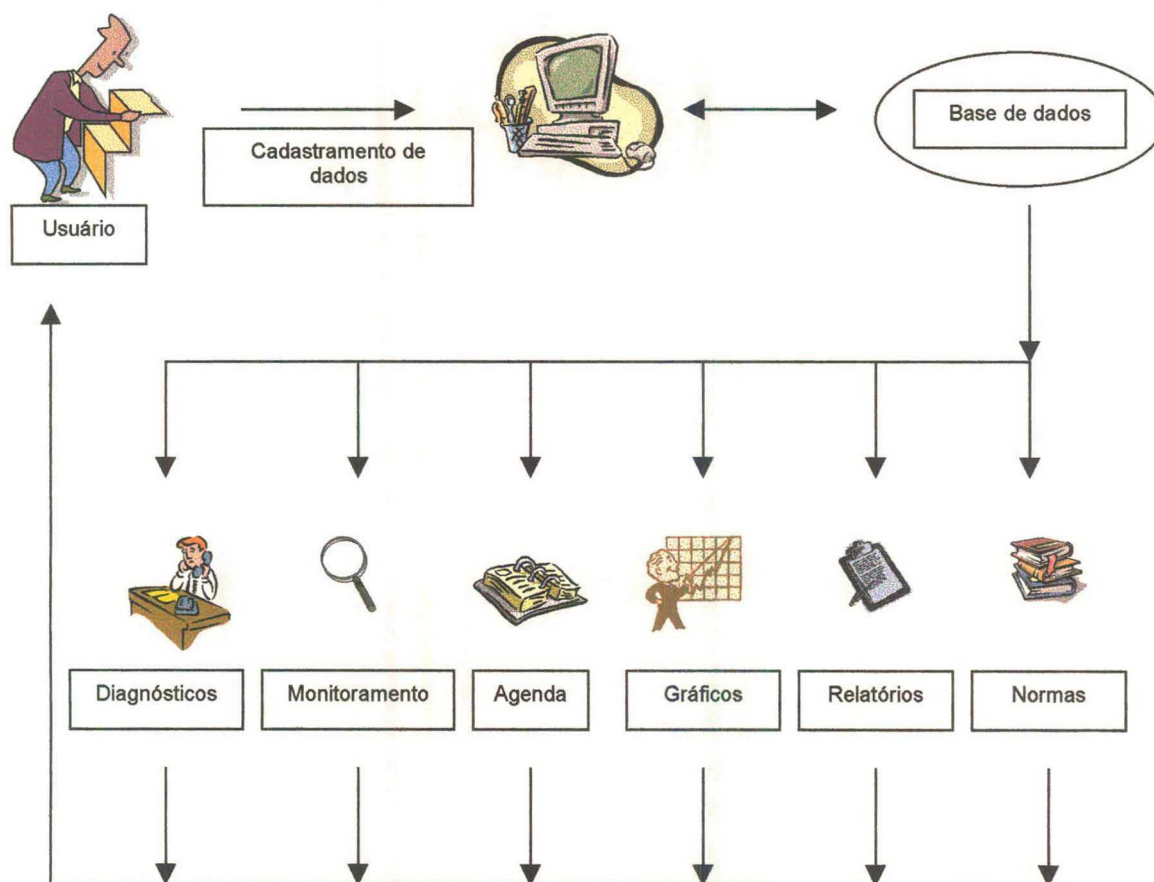 Base de dados
Cadastramento de
dados
Usuário
Diagnósticos
Monitoramento
Agenda
Gráficos
Relatórios
Normas